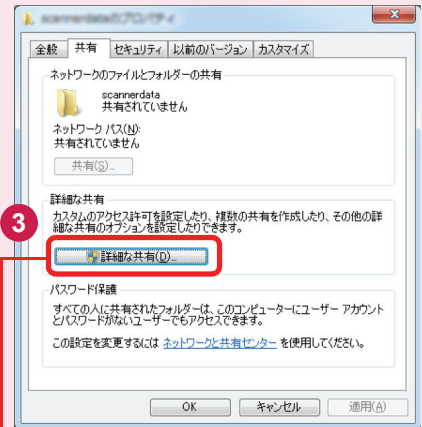 scannerdataのプロパティ
全般 共有 セキュリティ 以前のバージョン カスタマイズ
ネットワークのファイルとフォルダーの共有
scannerdata
共有されていません
ネットワーク パス(N):
共有されていません
共有(S)...
詳細な共有
カスタムのアクセス許可を設定したり、複数の共有を作成したり、その他の詳
細な共有のオプションを設定したりできます。
3
詳細な共有(D)...
パスワード保護
すべての人に共有されたフォルダーは、このコンピューターにユーザー アカウント
とパスワードがないユーザーでもアクセスできます。
この設定を変更するには ネットワークと共有センター を使用してください。
OK キャンセル 適用(A)